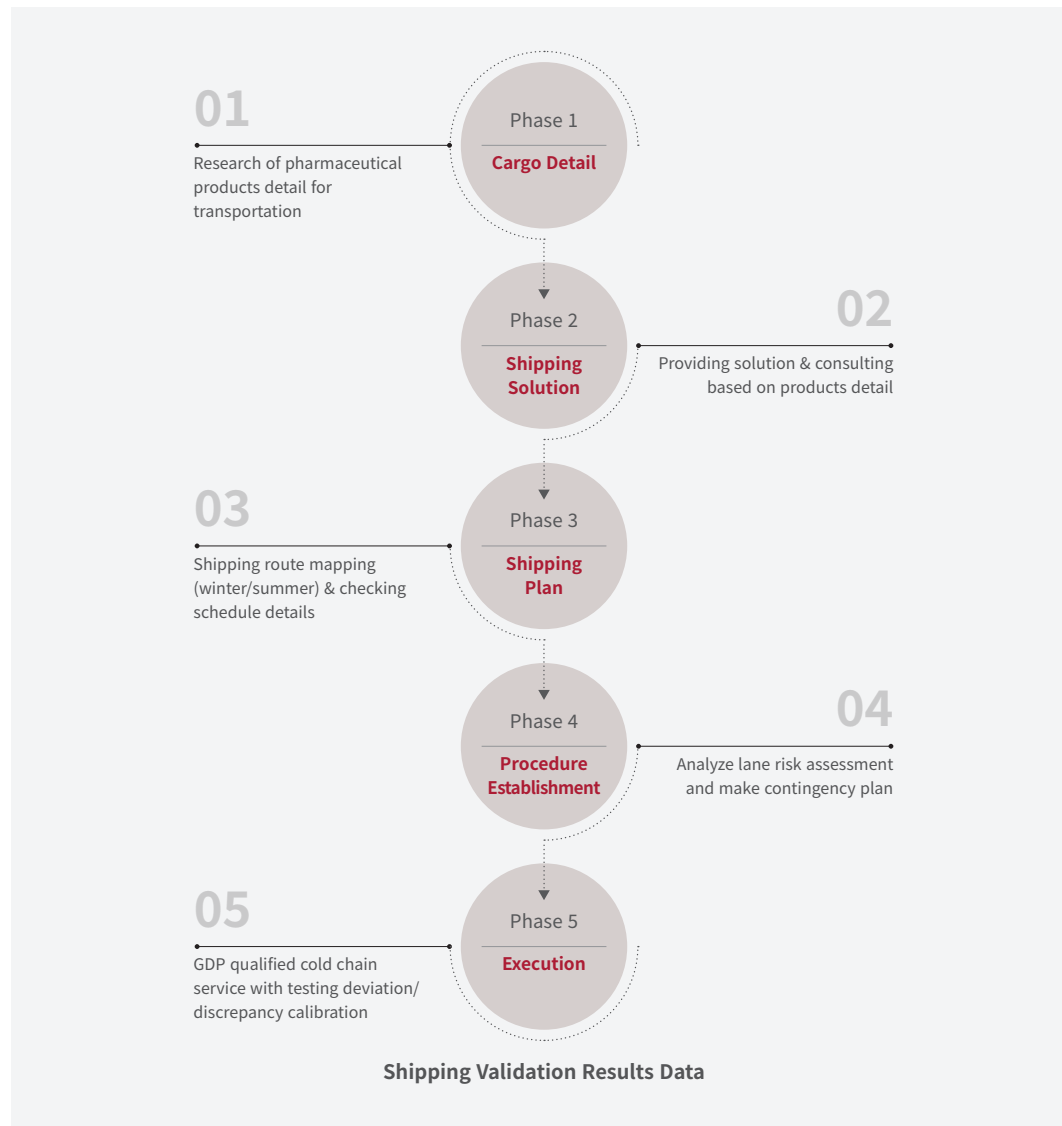 01
Phase 1
Cargo Detail
Research of pharmaceutical
products detail for
transportation
02
Phase 2
Shipping
Solution
Providing solution & consulting
based on products detail
03
Phase 3
Shipping
Plan
Shipping route mapping
(winter/summer) & checking
schedule details
04
Phase 4
Procedure
Establishment
Analyze lane risk assessment
and make contingency plan
05
Phase 5
Execution
GDP qualified cold chain
service with testing deviation/
discrepancy calibration
Shipping Validation Results Data